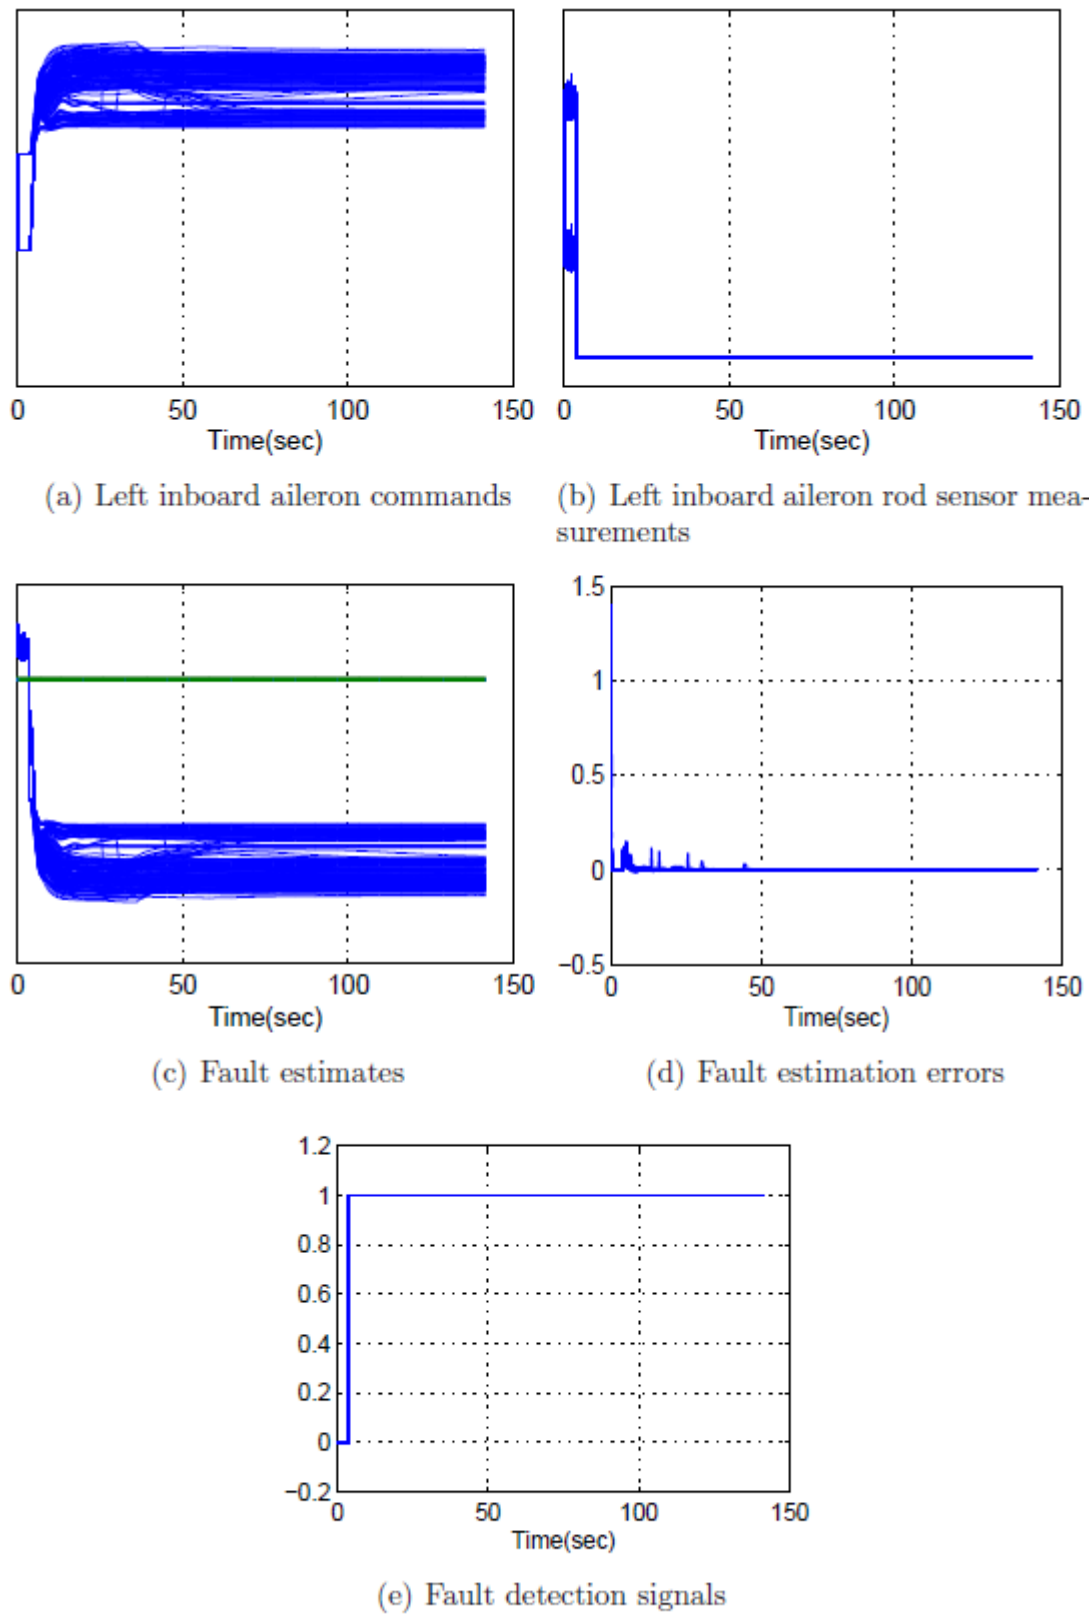 0 50 100 150
Time(sec)
(a) Left inboard aileron commands
0 50 100 150
Time(sec)
(b) Left inboard aileron rod sensor mea-
surements
0 50 100 150
Time(sec)
(c) Fault estimates
1.5
1
0.5
0
−0.5
0 50 100 150
Time(sec)
(d) Fault estimation errors
1.2
1
0.8
0.6
0.4
0.2
0
−0.2
0 50 100 150
Time(sec)
(e) Fault detection signals